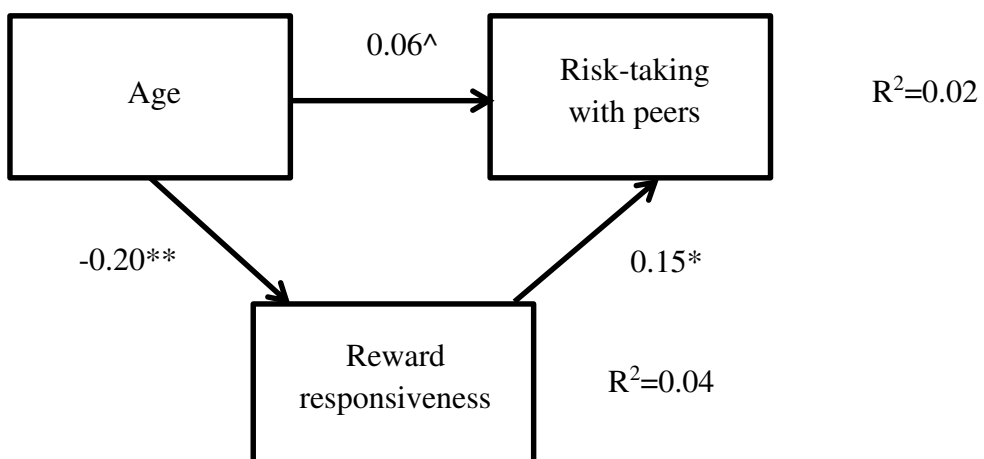 0.06^
Age
Risk-taking
with peers
R²=0.02
-0.20**
0.15*
Reward
responsiveness
R²=0.04